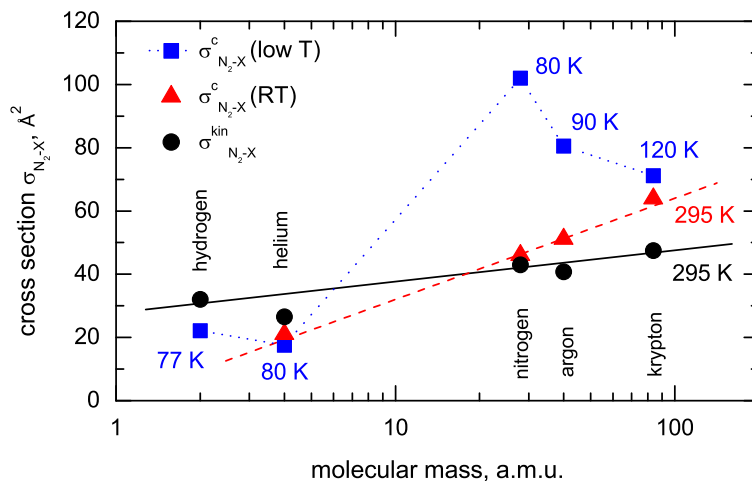 120
100
80
60
40
20
0
cross section σN₂-X, Å²
σᶜN₂-X (low T)
σᶜN₂-X (RT)
σᵏⁱⁿN₂-X
80 K
90 K
120 K
295 K
295 K
hydrogen
helium
77 K
80 K
nitrogen
argon
krypton
1
10
100
molecular mass, a.m.u.